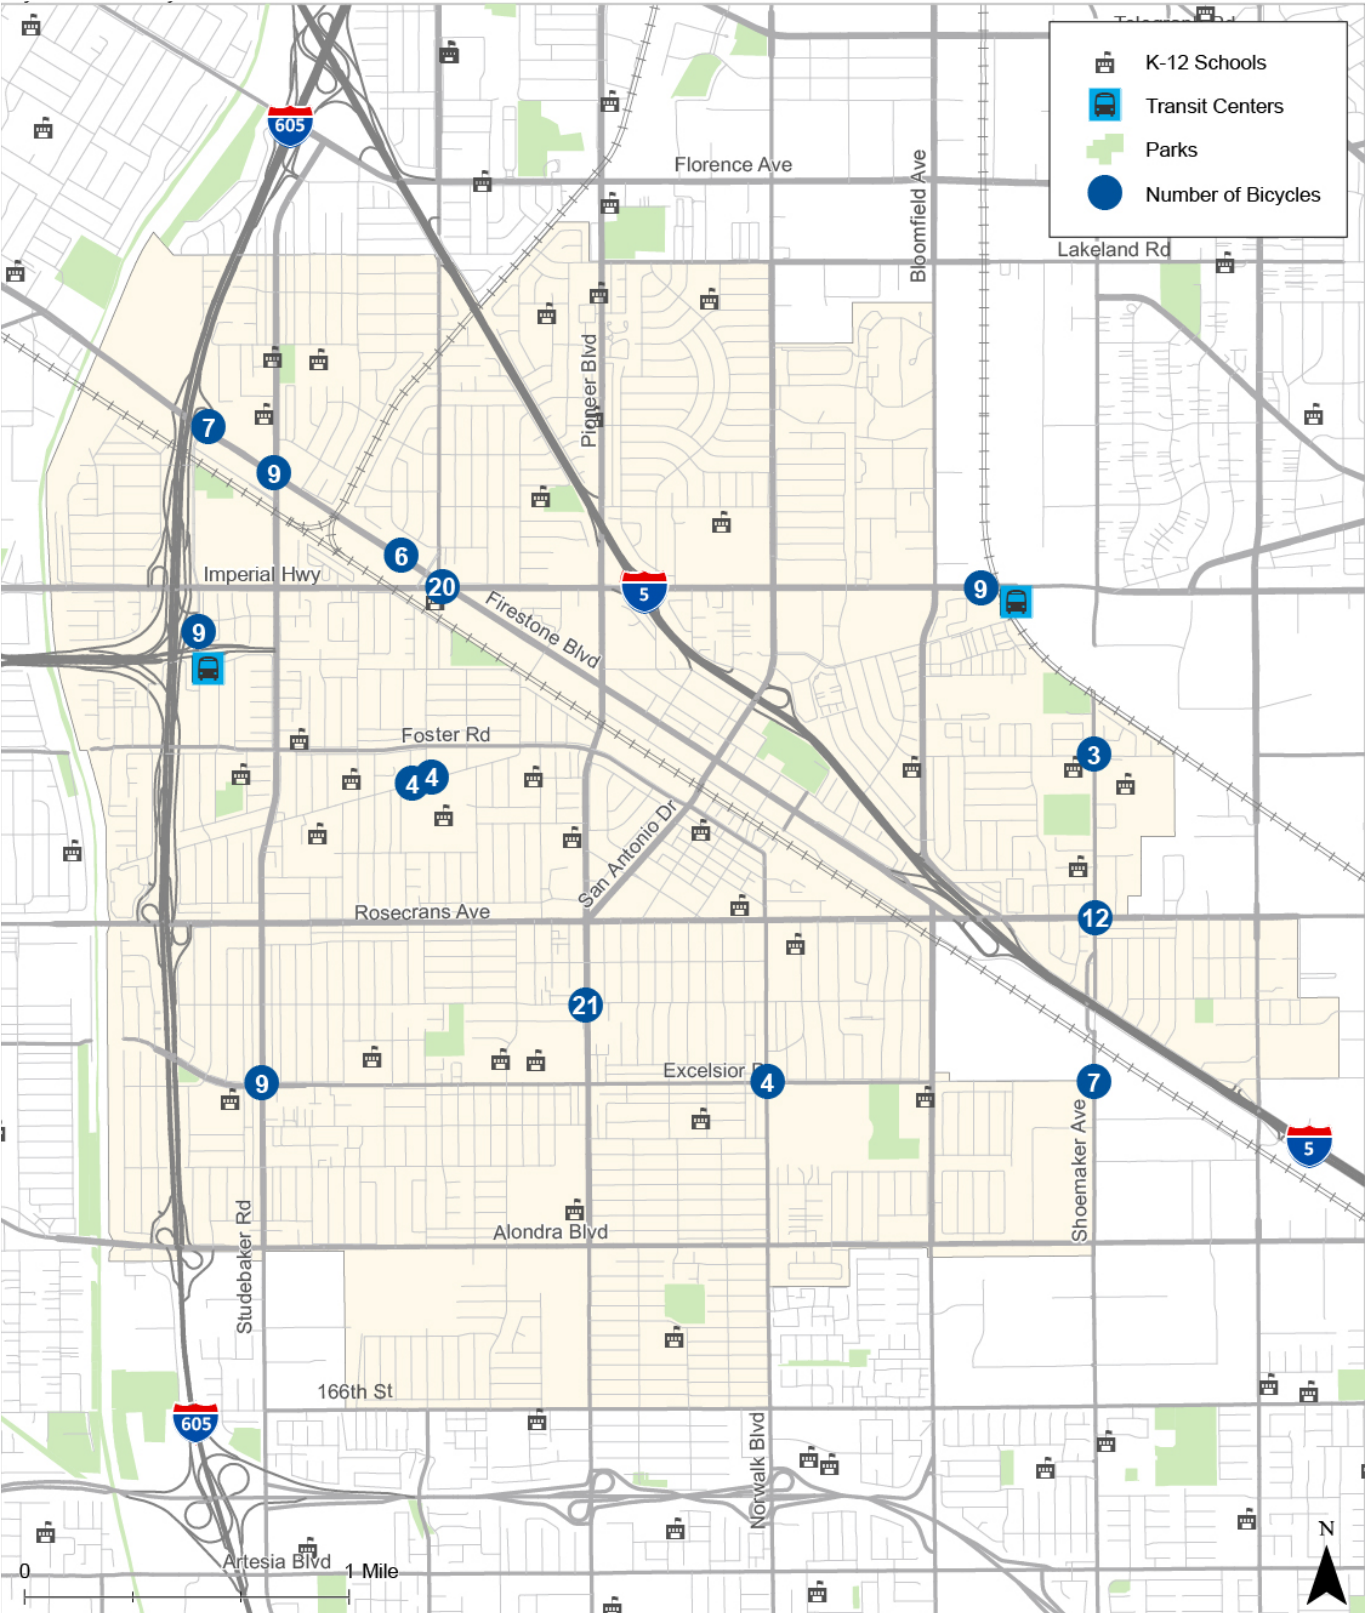 K-12 Schools
Transit Centers
Parks
Number of Bicycles
605
Florence Ave
Bloomfield Ave
Lakeland Rd
Pioneer Blvd
7
9
6
Imperial Hwy
20
5
9
Firestone Blvd
9
Foster Rd
3
4
4
San Antonio Dr
Rosecrans Ave
12
21
Excelsior
9
4
7
Shoemaker Ave
5
Studebaker Rd
Alondra Blvd
166th St
605
Norwalk Blvd
N
Artesia Blvd
0
1 Mile